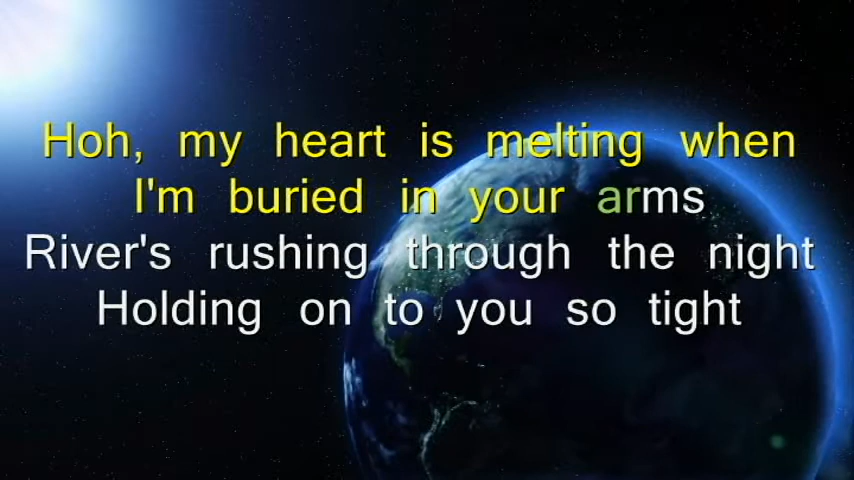 Hoh, my heart is melting when
I'm buried in your arms
River's rushing through the night
Holding on to you so tight